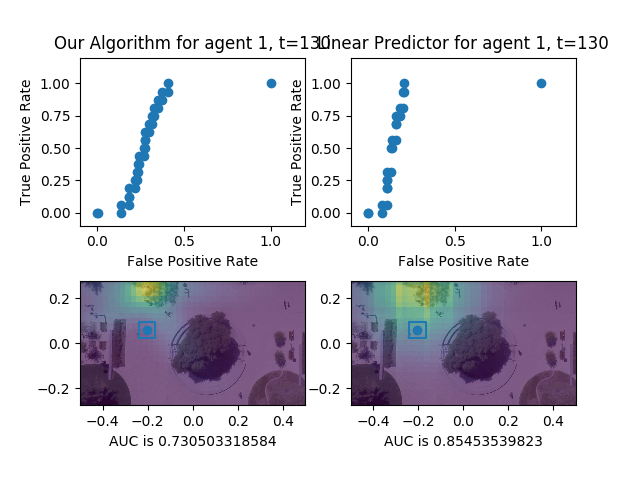 Our Algorithm for agent 1, t=130
Linear Predictor for agent 1, t=130
True Positive Rate
1.00
0.75
0.50
0.25
0.00
0.0 0.5 1.0
False Positive Rate
True Positive Rate
1.00
0.75
0.50
0.25
0.00
0.0 0.5 1.0
False Positive Rate
0.2
0.0
−0.2
−0.4 −0.2 0.0 0.2 0.4
AUC is 0.730503318584
0.2
0.0
−0.2
−0.4 −0.2 0.0 0.2 0.4
AUC is 0.85453539823